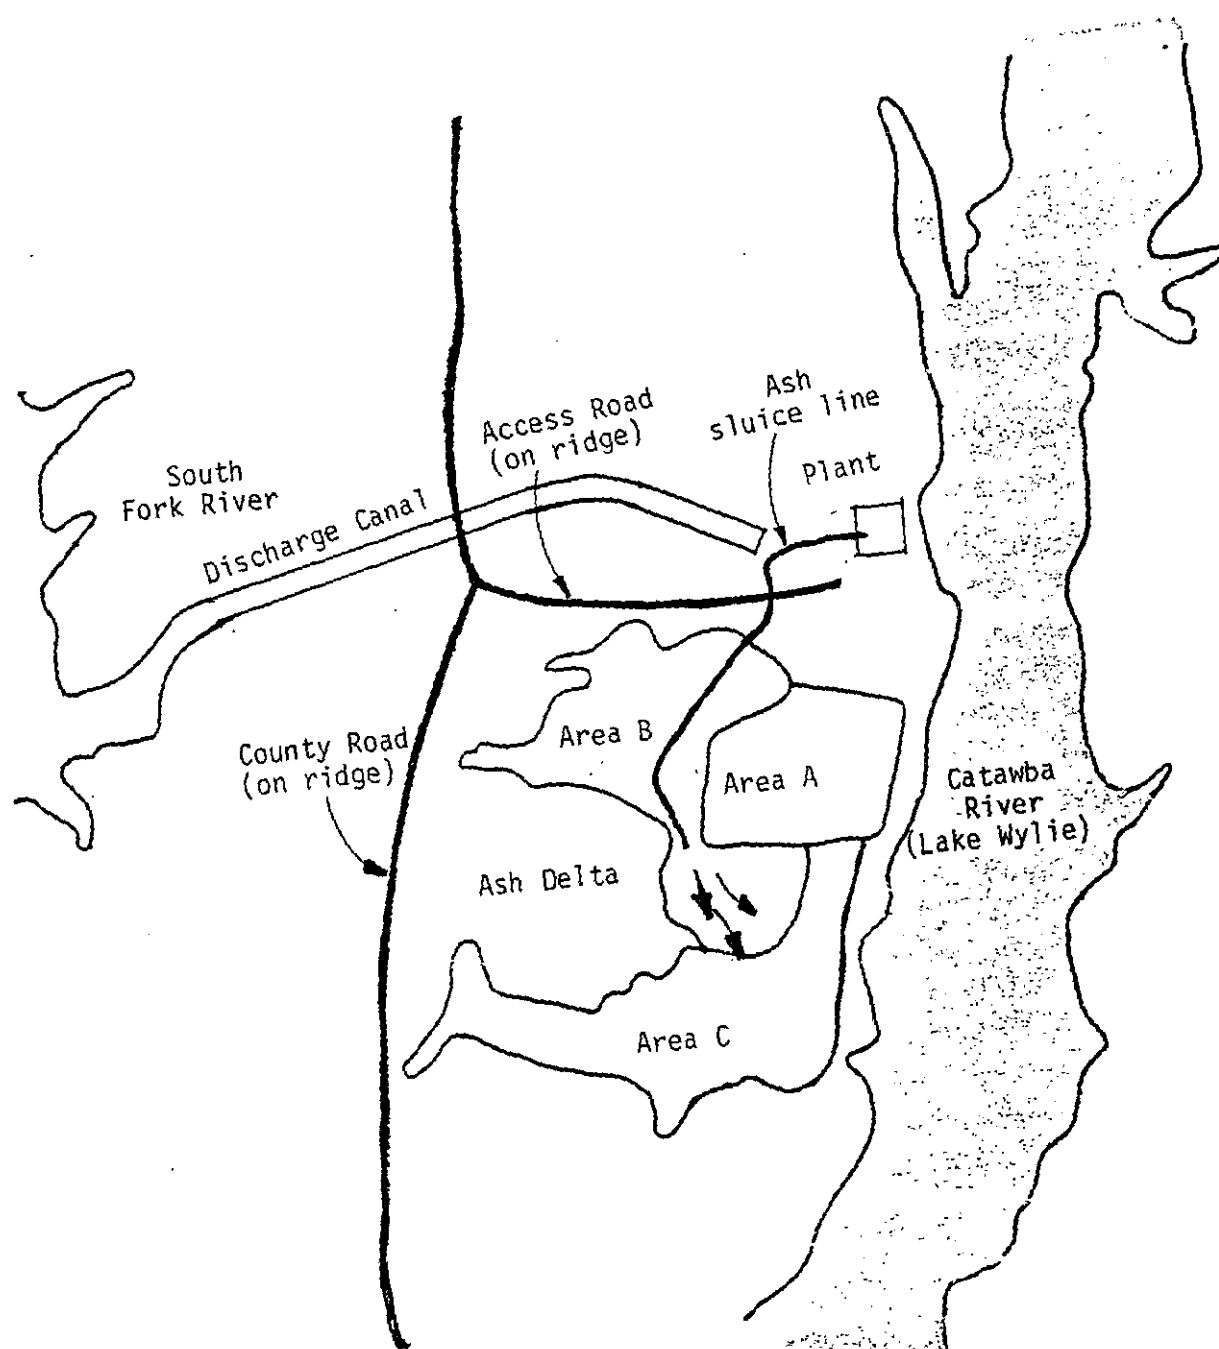 Ash
sluice line
Access Road
(on ridge)
Plant
South
Fork River
Discharge Canal
County Road
(on ridge)
Area B
Area A
Catawba
River
(Lake Wylie)
Ash Delta
Area C